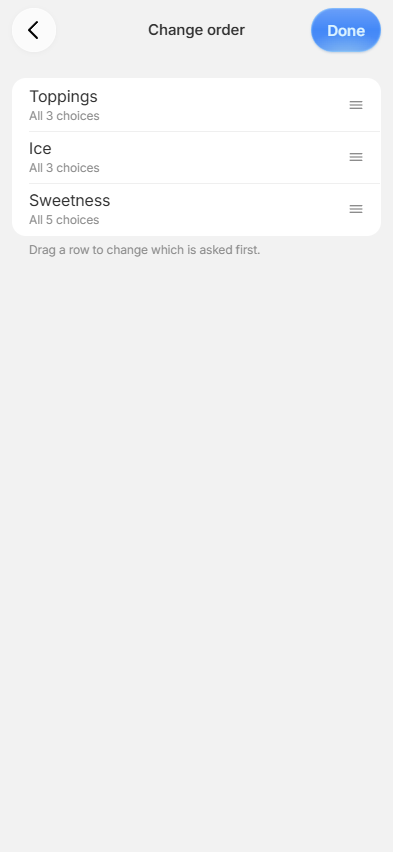 Change order
Done
Toppings
All 3 choices
Ice
All 3 choices
Sweetness
All 5 choices
Drag a row to change which is asked first.